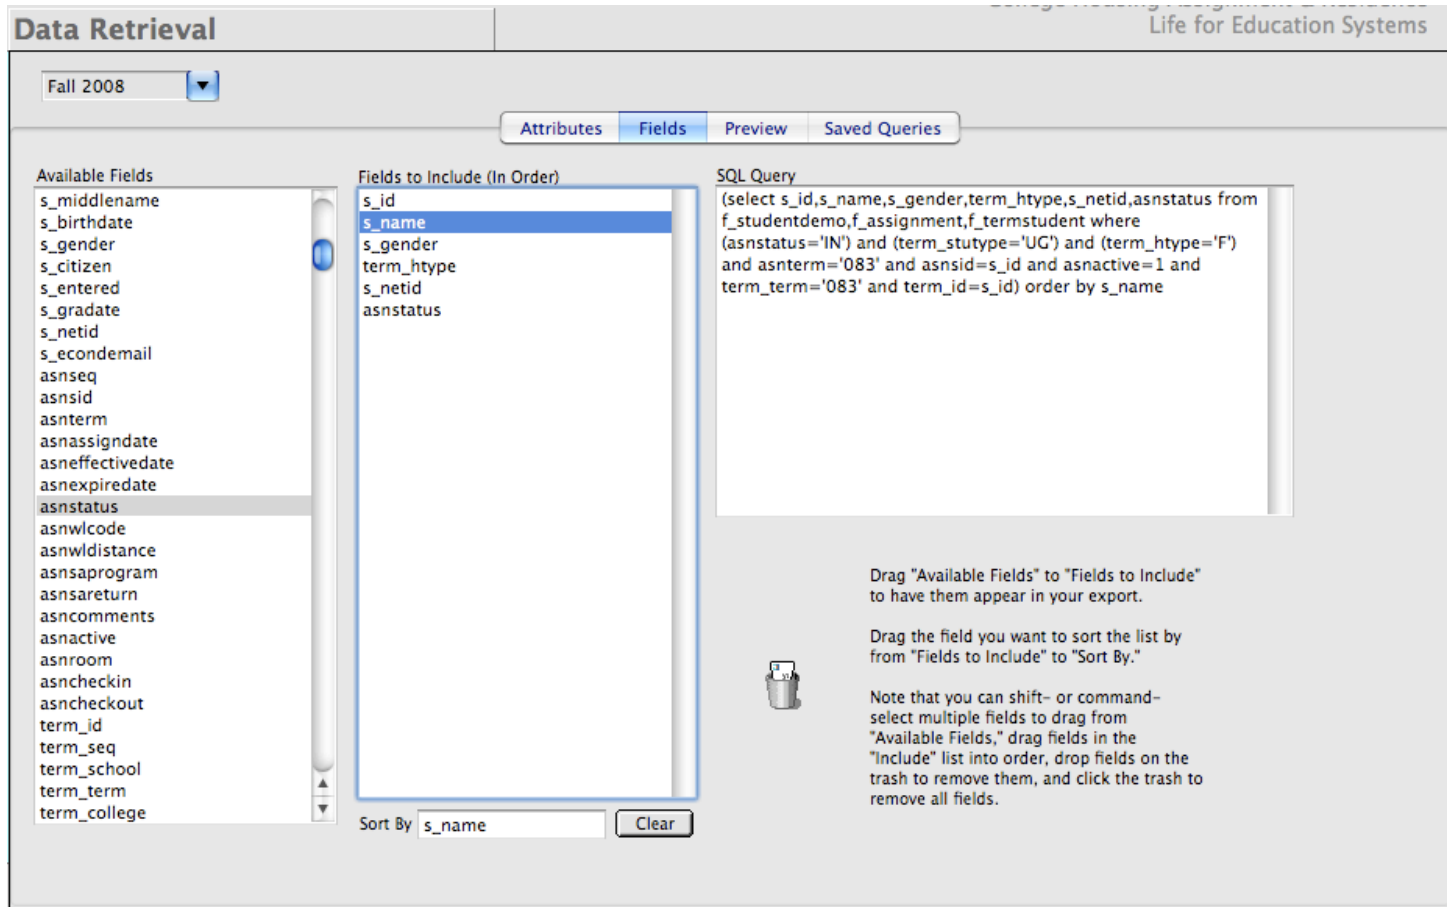 College Housing Assignment & Residence
Data Retrieval
Life for Education Systems
Fall 2008
Attributes
Fields
Preview
Saved Queries
Available Fields
s_middlename
s_birthdate
s_gender
s_citizen
s_entered
s_gradate
s_netid
s_econdemail
asnseq
asnsid
asnterm
asnassigndate
asneffectivedate
asnexpiredate
asnstatus
asnwlcode
asnwldistance
asnsaprogram
asnsareturn
asncomments
asnactive
asnroom
asncheckin
asncheckout
term_id
term_seq
term_school
term_term
term_college
Fields to Include (In Order)
s_id
s_name
s_gender
term_htype
s_netid
asnstatus
Sort By s_name
Clear
SQL Query
(select s_id,s_name,s_gender,term_htype,s_netid,asnstatus from
f_studentdemo,f_assignment,f_termstudent where
(asnstatus='IN') and (term_stutype='UG') and (term_htype='F')
and asnterm='083' and asnsid=s_id and asnactive=1 and
term_term='083' and term_id=s_id) order by s_name
Drag "Available Fields" to "Fields to Include"
to have them appear in your export.
Drag the field you want to sort the list by
from "Fields to Include" to "Sort By."
Note that you can shift- or command-
select multiple fields to drag from
"Available Fields," drag fields in the
"Include" list into order, drop fields on the
trash to remove them, and click the trash to
remove all fields.